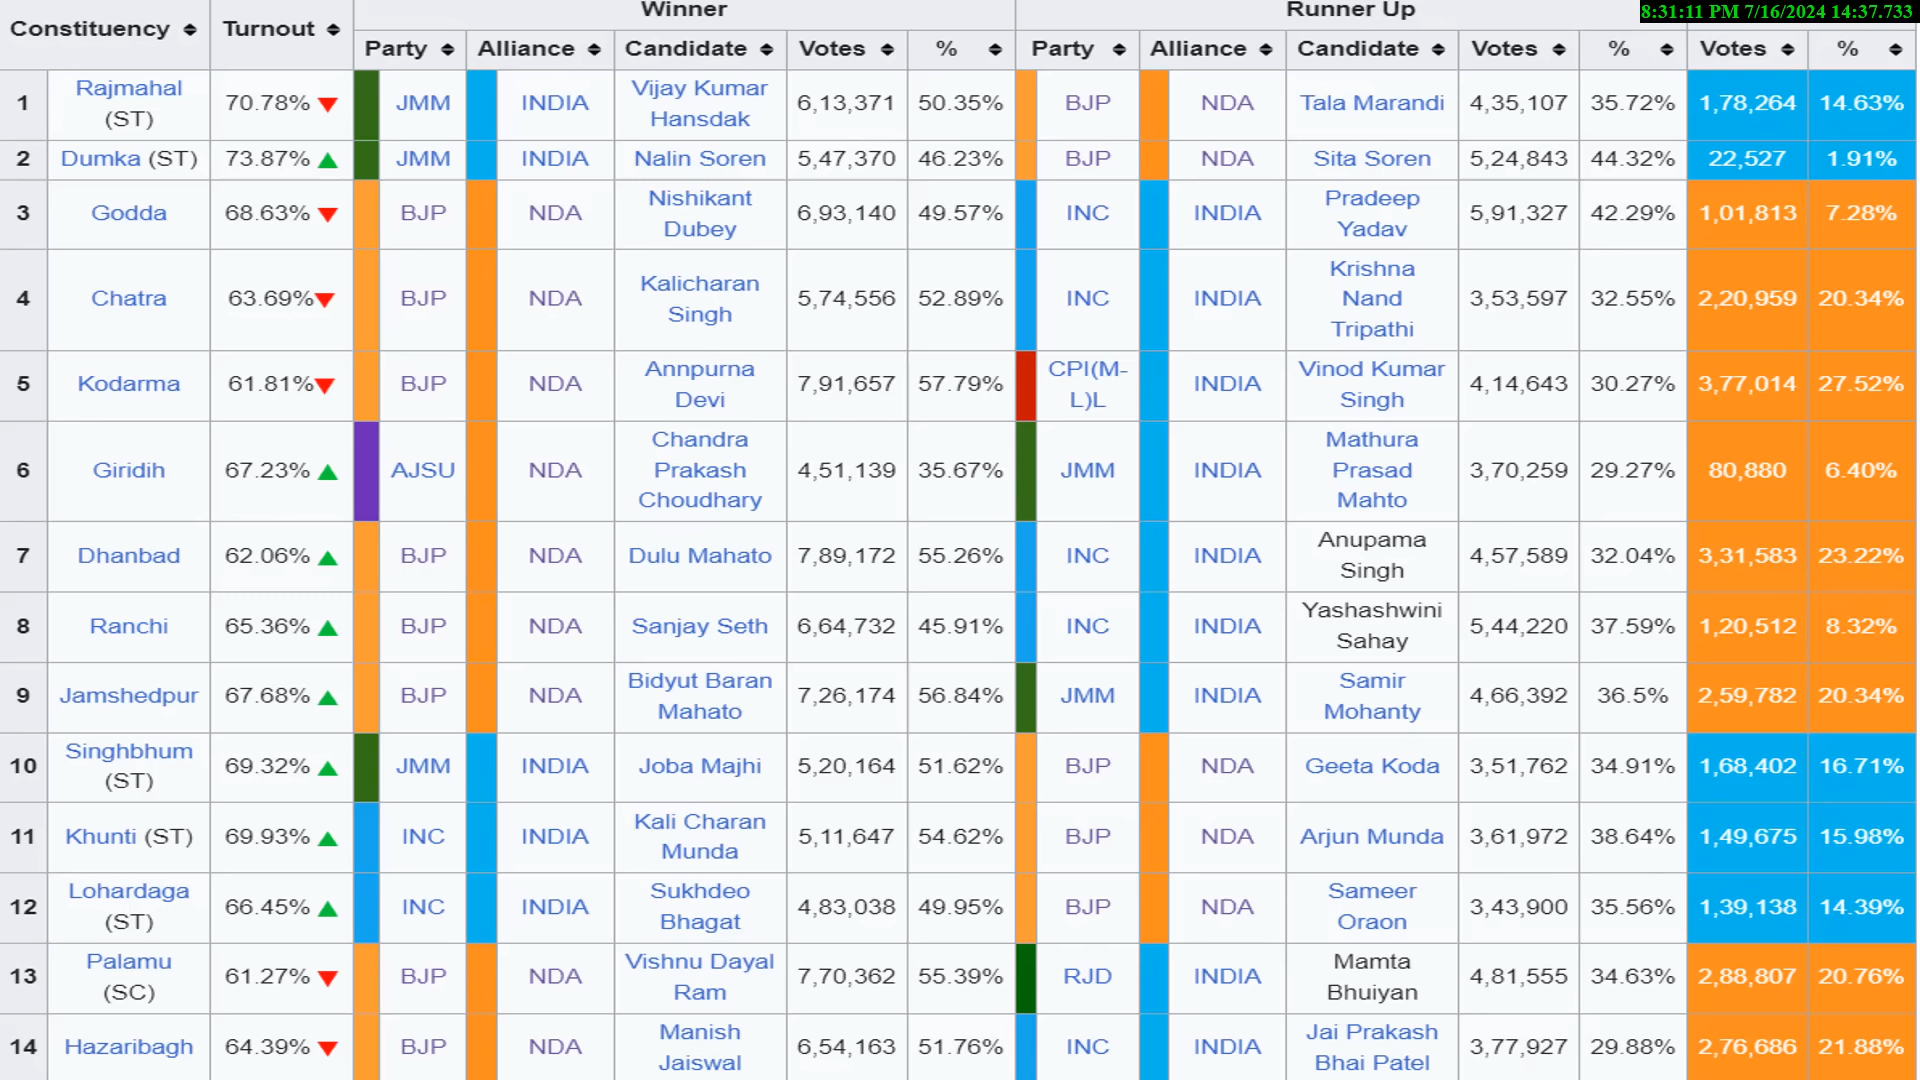 8:31:11 PM 7/16/2024 14:37.733
Winner Runner Up
Constituency Turnout
Party Alliance Candidate Votes % Party Alliance Candidate Votes % Votes %
1 Rajmahal (ST) 70.78% JMM INDIA Vijay Kumar Hansdak 6,13,371 50.35% BJP NDA Tala Marandi 4,35,107 35.72% 1,78,264 14.63%
2 Dumka (ST) 73.87% JMM INDIA Nalin Soren 5,47,370 46.23% BJP NDA Sita Soren 5,24,843 44.32% 22,527 1.91%
3 Godda 68.63% BJP NDA Nishikant Dubey 6,93,140 49.57% INC INDIA Pradeep Yadav 5,91,327 42.29% 1,01,813 7.28%
4 Chatra 63.69% BJP NDA Kalicharan Singh 5,74,556 52.89% INC INDIA Krishna Nand Tripathi 3,53,597 32.55% 2,20,959 20.34%
5 Kodarma 61.81% BJP NDA Annpurna Devi 7,91,657 57.79% CPI(M-L)L INDIA Vinod Kumar Singh 4,14,643 30.27% 3,77,014 27.52%
6 Giridih 67.23% AJSU NDA Chandra Prakash Choudhary 4,51,139 35.67% JMM INDIA Mathura Prasad Mahto 3,70,259 29.27% 80,880 6.40%
7 Dhanbad 62.06% BJP NDA Dulu Mahato 7,89,172 55.26% INC INDIA Anupama Singh 4,57,589 32.04% 3,31,583 23.22%
8 Ranchi 65.36% BJP NDA Sanjay Seth 6,64,732 45.91% INC INDIA Yashashwini Sahay 5,44,220 37.59% 1,20,512 8.32%
9 Jamshedpur 67.68% BJP NDA Bidyut Baran Mahato 7,26,174 56.84% JMM INDIA Samir Mohanty 4,66,392 36.5% 2,59,782 20.34%
10 Singhbhum (ST) 69.32% JMM INDIA Joba Majhi 5,20,164 51.62% BJP NDA Geeta Koda 3,51,762 34.91% 1,68,402 16.71%
11 Khunti (ST) 69.93% INC INDIA Kali Charan Munda 5,11,647 54.62% BJP NDA Arjun Munda 3,61,972 38.64% 1,49,675 15.98%
12 Lohardaga (ST) 66.45% INC INDIA Sukhdeo Bhagat 4,83,038 49.95% BJP NDA Sameer Oraon 3,43,900 35.56% 1,39,138 14.39%
13 Palamu (SC) 61.27% BJP NDA Vishnu Dayal Ram 7,70,362 55.39% RJD INDIA Mamta Bhuiyan 4,81,555 34.63% 2,88,807 20.76%
14 Hazaribagh 64.39% BJP NDA Manish Jaiswal 6,54,163 51.76% INC INDIA Jai Prakash Bhai Patel 3,77,927 29.88% 2,76,686 21.88%